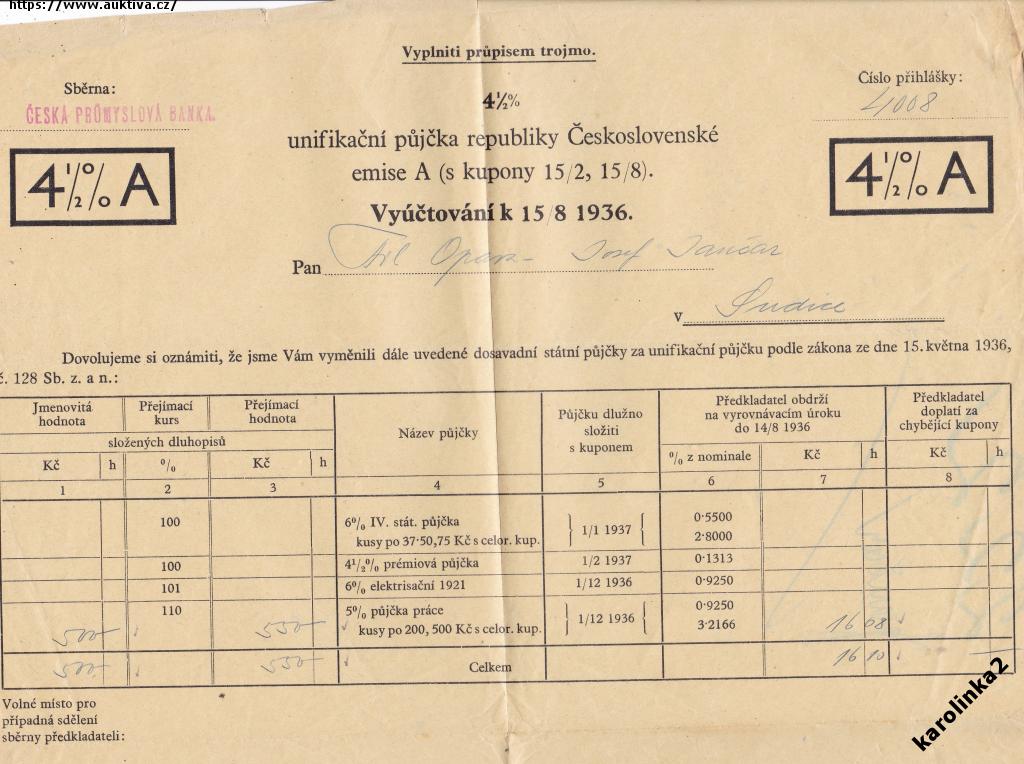 https://www.auktiva.cz/
Vyplniti průpisem trojmo.
Sběrna:
ČESKÁ PRŮMYSLOVÁ BANKA.
Číslo přihlášky:
4008
4½% A
4½%
unifikační půjčka republiky Československé
emise A (s kupony 15/2, 15/8).
Vyúčtování k 15/8 1936.
4½% A
Pan Josef Jančar
v Sudice
Dovolujeme si oznámiti, že jsme Vám vyměnili dále uvedené dosavadní státní půjčky za unifikační půjčku podle zákona ze dne 15. května 1936,
č. 128 Sb. z. a n.:
Jmenovitá hodnota
Přejímací kurs
Přejímací hodnota
složených dluhopisů
Název půjčky
Půjčku dlužno složiti s kuponem
Předkladatel obdrží na vyrovnávacím úroku do 14/8 1936
Předkladatel doplatí za chybějící kupony
Kč h % Kč h % z nominale Kč h Kč h
1 2 3 4 5 6 7 8
100 6% IV. stát. půjčka 1/1 1937 0·5500
kusy po 37·50, 75 Kč s celor. kup. 2·8000
100 4½% prémiová půjčka 1/2 1937 0·1313
101 6% elektrisační 1921 1/12 1936 0·9250
110 5% půjčka práce 1/12 1936 0·9250
500 550 kusy po 200, 500 Kč s celor. kup. 3·2166 16 08
500 550 Celkem 16 10
Volné místo pro
případná sdělení
sběrny předkladateli:
karolinka2